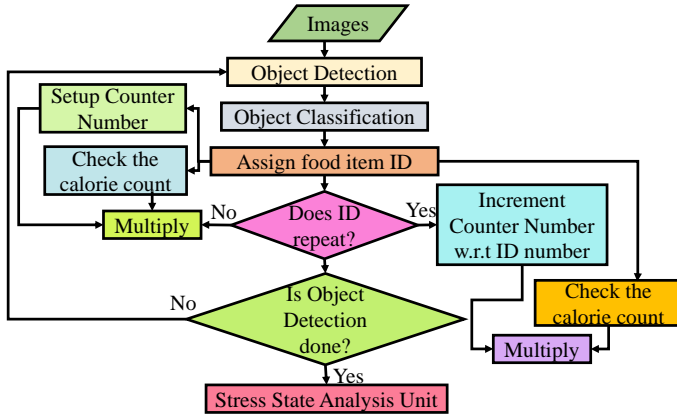 Images
Object Detection
Setup Counter
Number
Object Classification
Check the
calorie count
Assign food item ID
Multiply
No
Does ID
repeat?
Yes
Increment
Counter Number
w.r.t ID number
No
Is Object
Detection
done?
Check the
calorie count
Multiply
Yes
Stress State Analysis Unit